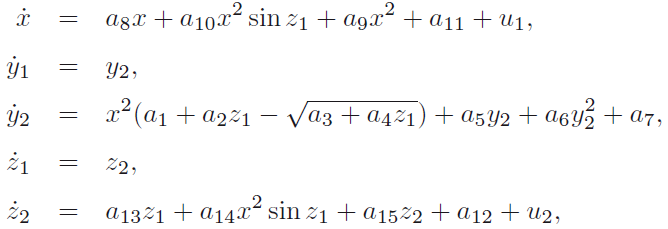 ẋ = a₈x + a₁₀x² sin z₁ + a₉x² + a₁₁ + u₁,
ẏ₁ = y₂,
ẏ₂ = x²(a₁ + a₂z₁ − √(a₃ + a₄z₁)) + a₅y₂ + a₆y₂² + a₇,
ż₁ = z₂,
ż₂ = a₁₃z₁ + a₁₄x² sin z₁ + a₁₅z₂ + a₁₂ + u₂,